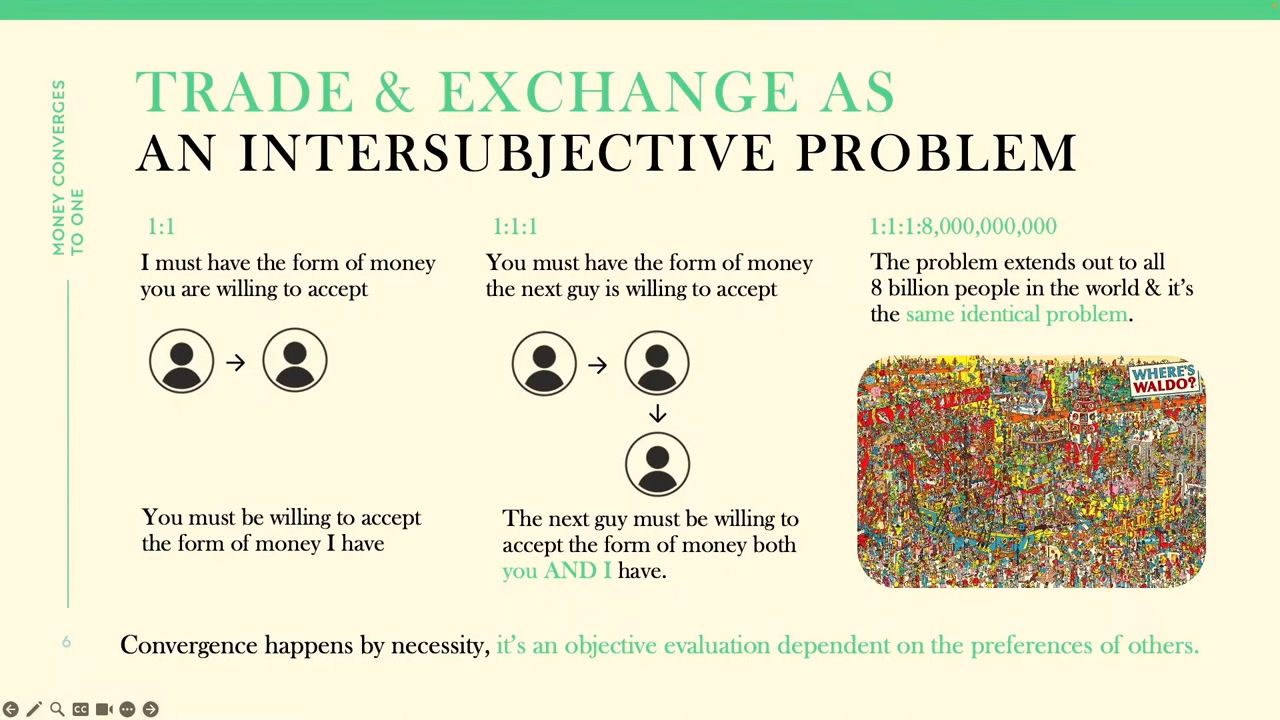 MONEY CONVERGES
TO ONE
TRADE & EXCHANGE AS
AN INTERSUBJECTIVE PROBLEM
1:1
I must have the form of money
you are willing to accept
You must be willing to accept
the form of money I have
1:1:1
You must have the form of money
the next guy is willing to accept
The next guy must be willing to
accept the form of money both
you AND I have.
1:1:1:8,000,000,000
The problem extends out to all
8 billion people in the world & it’s
the same identical problem.
WHERE'S
WALDO?
6
Convergence happens by necessity, it’s an objective evaluation dependent on the preferences of others.
CC